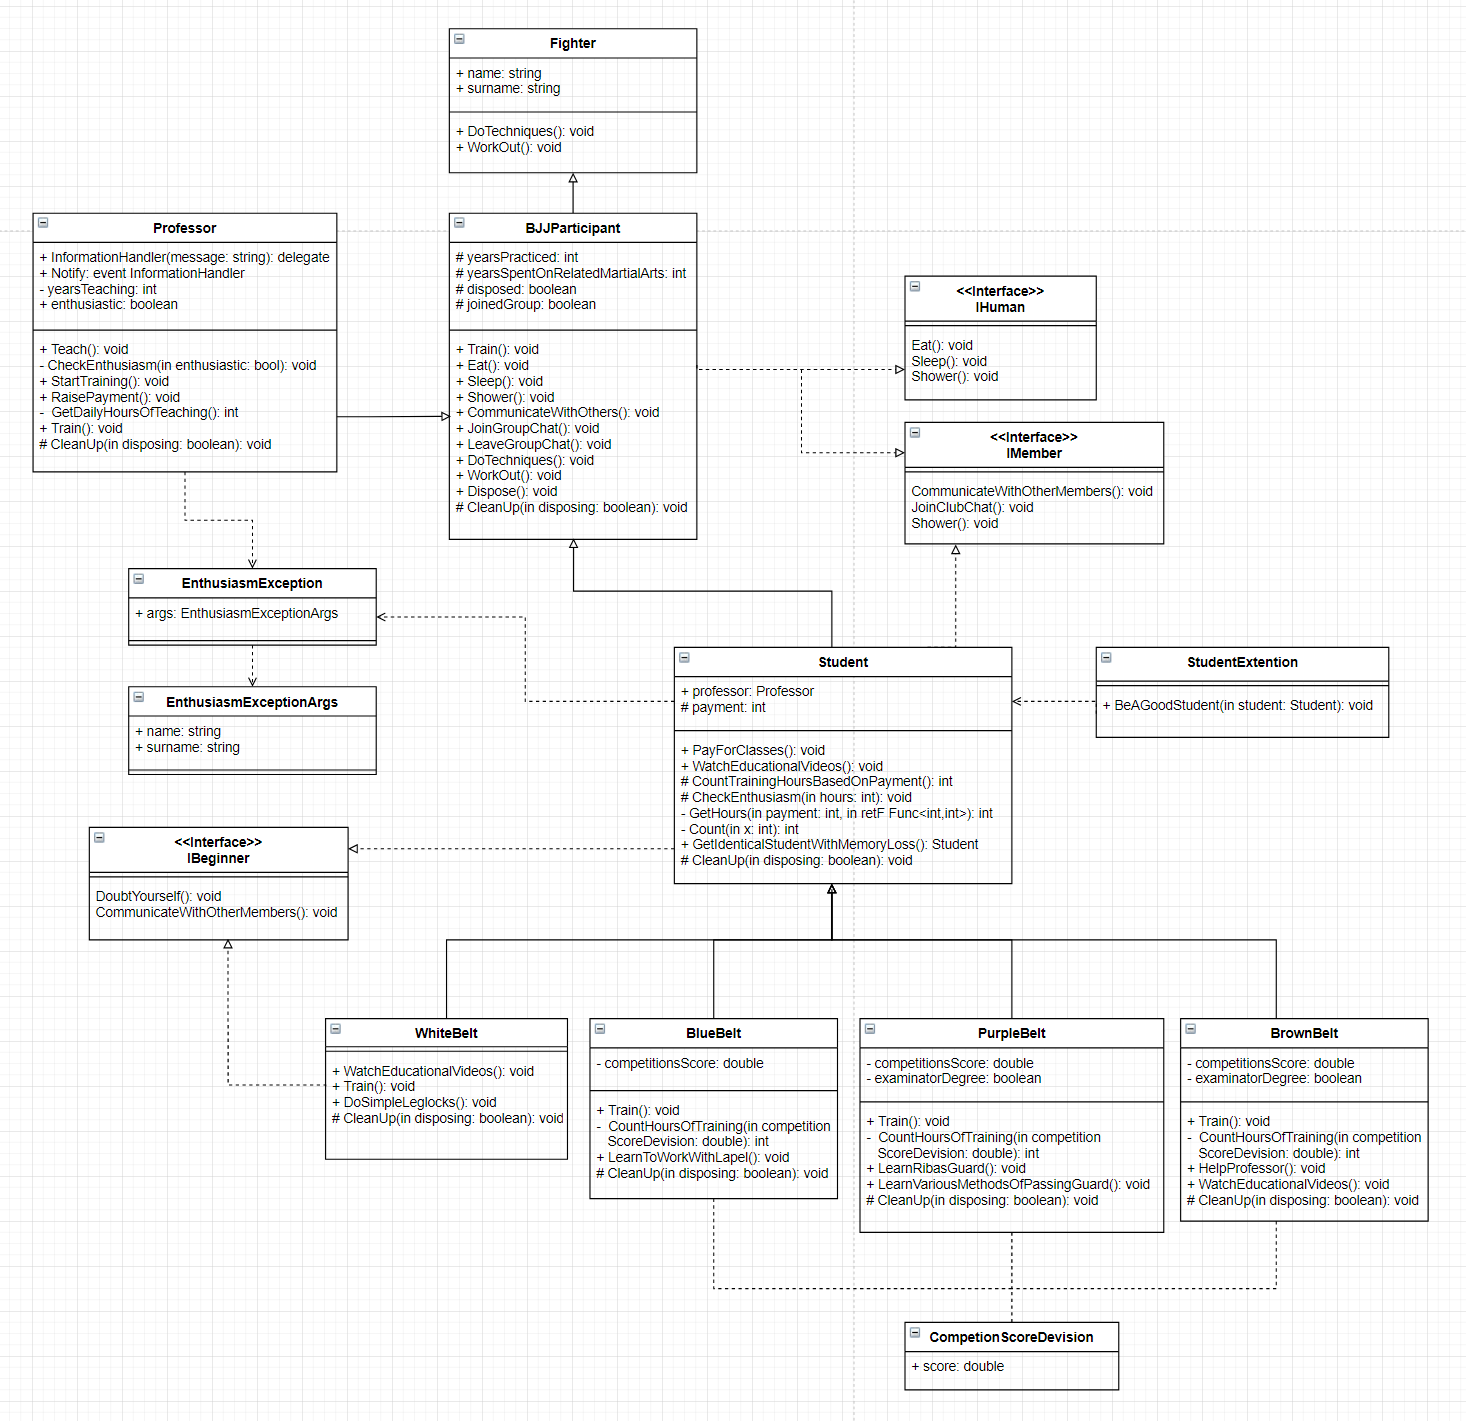 Fighter
+ name: string
+ surname: string
+ DoTechniques(): void
+ WorkOut(): void
Professor
+ InformationHandler(message: string): delegate
+ Notify: event InformationHandler
- yearsTeaching: int
+ enthusiastic: boolean
+ Teach(): void
- CheckEnthusiasm(in enthusiastic: bool): void
+ StartTraining(): void
+ RaisePayment(): void
- GetDailyHoursOfTeaching(): int
+ Train(): void
# CleanUp(in disposing: boolean): void
BJJParticipant
# yearsPracticed: int
# yearsSpentOnRelatedMartialArts: int
# disposed: boolean
# joinedGroup: boolean
+ Train(): void
+ Eat(): void
+ Sleep(): void
+ Shower(): void
+ CommunicateWithOthers(): void
+ JoinGroupChat(): void
+ LeaveGroupChat(): void
+ DoTechniques(): void
+ WorkOut(): void
+ Dispose(): void
# CleanUp(in disposing: boolean): void
<<Interface>>
IHuman
Eat(): void
Sleep(): void
Shower(): void
<<Interface>>
IMember
CommunicateWithOtherMembers(): void
JoinClubChat(): void
Shower(): void
EnthusiasmException
+ args: EnthusiasmExceptionArgs
EnthusiasmExceptionArgs
+ name: string
+ surname: string
Student
+ professor: Professor
# payment: int
+ PayForClasses(): void
+ WatchEducationalVideos(): void
# CountTrainingHoursBasedOnPayment(): int
# CheckEnthusiasm(in hours: int): void
- GetHours(in payment: int, in retF Func<int,int>): int
- Count(in x: int): int
+ GetIdenticalStudentWithMemoryLoss(): Student
# CleanUp(in disposing: boolean): void
StudentExtention
+ BeAGoodStudent(in student: Student): void
<<Interface>>
IBeginner
DoubtYourself(): void
CommunicateWithOtherMembers(): void
WhiteBelt
+ WatchEducationalVideos(): void
+ Train(): void
+ DoSimpleLeglocks(): void
# CleanUp(in disposing: boolean): void
BlueBelt
- competitionsScore: double
+ Train(): void
- CountHoursOfTraining(in competition
ScoreDevision: double): int
+ LearnToWorkWithLapel(): void
# CleanUp(in disposing: boolean): void
PurpleBelt
- competitionsScore: double
- examinatorDegree: boolean
+ Train(): void
- CountHoursOfTraining(in competition
ScoreDevision: double): int
+ LearnRibasGuard(): void
+ LearnVariousMethodsOfPassingGuard(): void
# CleanUp(in disposing: boolean): void
BrownBelt
- competitionsScore: double
- examinatorDegree: boolean
+ Train(): void
- CountHoursOfTraining(in competition
ScoreDevision: double): int
+ HelpProfessor(): void
+ WatchEducationalVideos(): void
# CleanUp(in disposing: boolean): void
CompetionScoreDevision
+ score: double